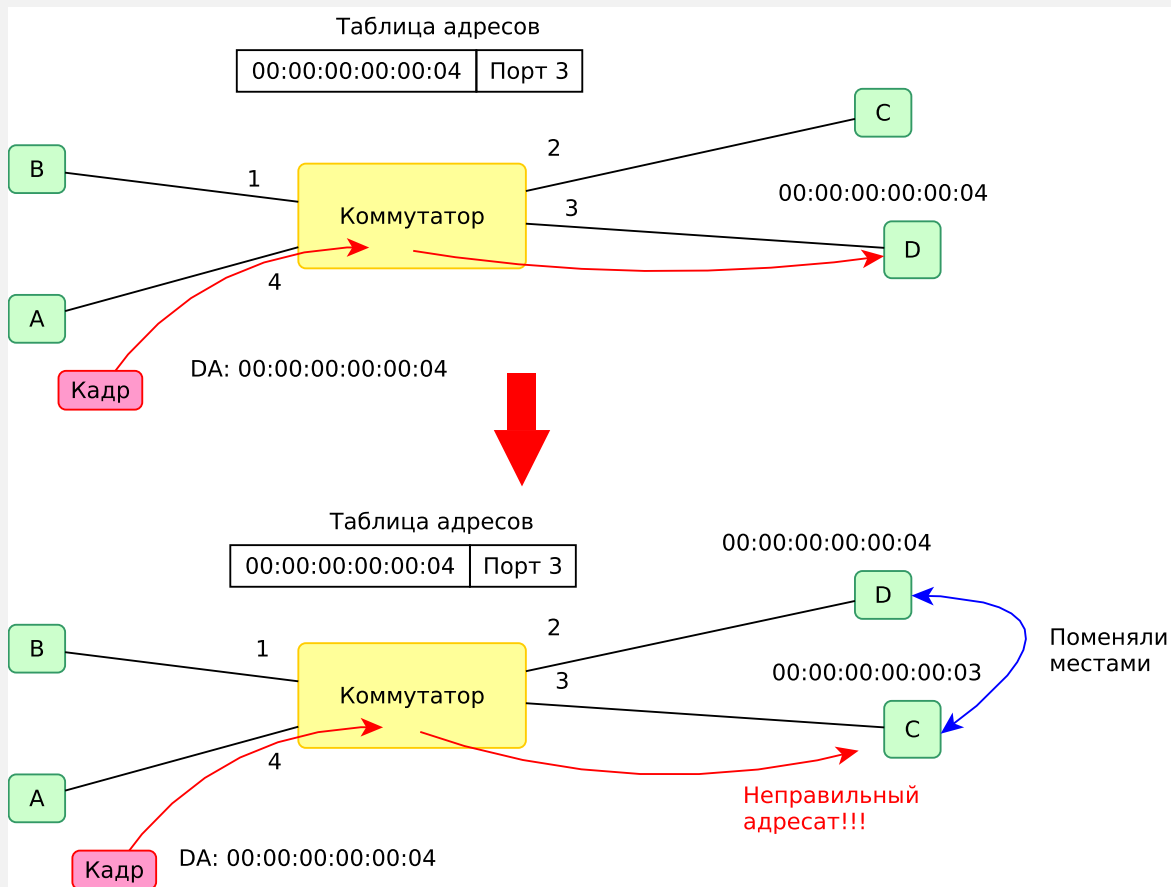 Таблица адресов
00:00:00:00:00:04 Порт 3
C
B
2
1
00:00:00:00:00:04
3
Коммутатор
D
4
A
DA: 00:00:00:00:00:04
Кадр
Таблица адресов
00:00:00:00:00:04
00:00:00:00:00:04 Порт 3
D
2
B
1
Поменяли
местами
00:00:00:00:00:03
3
Коммутатор
C
4
A
Неправильный
адресат!!!
DA: 00:00:00:00:00:04
Кадр